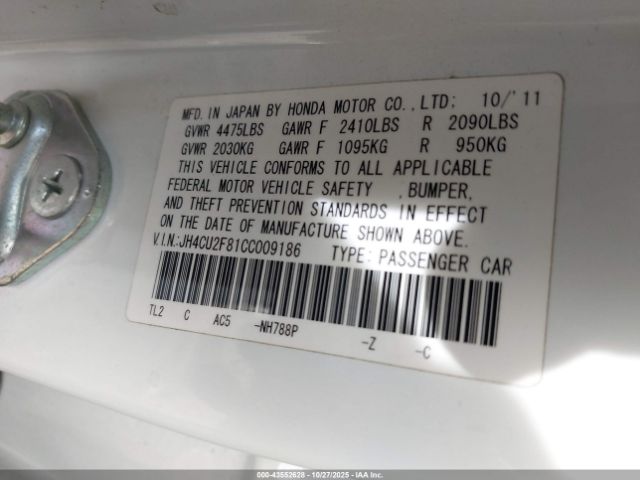 MFD. IN JAPAN BY HONDA MOTOR CO., LTD; 10/'11
GVWR 4475LBS GAWR F 2410LBS R 2090LBS
GVWR 2030KG GAWR F 1095KG R 950KG
THIS VEHICLE CONFORMS TO ALL APPLICABLE
FEDERAL MOTOR VEHICLE SAFETY , BUMPER,
AND THEFT PREVENTION STANDARDS IN EFFECT
ON THE DATE OF MANUFACTURE SHOWN ABOVE.
V.I.N.:JH4CU2F81CC009186 TYPE: PASSENGER CAR
TL2 C AC5 -NH788P -Z -C
000-43552628 - 10/27/2025 - IAA Inc.